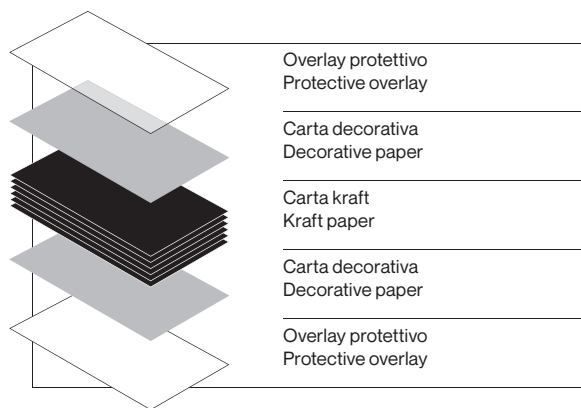 Overlay protettivo
Protective overlay
Carta decorativa
Decorative paper
Carta kraft
Kraft paper
Carta decorativa
Decorative paper
Overlay protettivo
Protective overlay